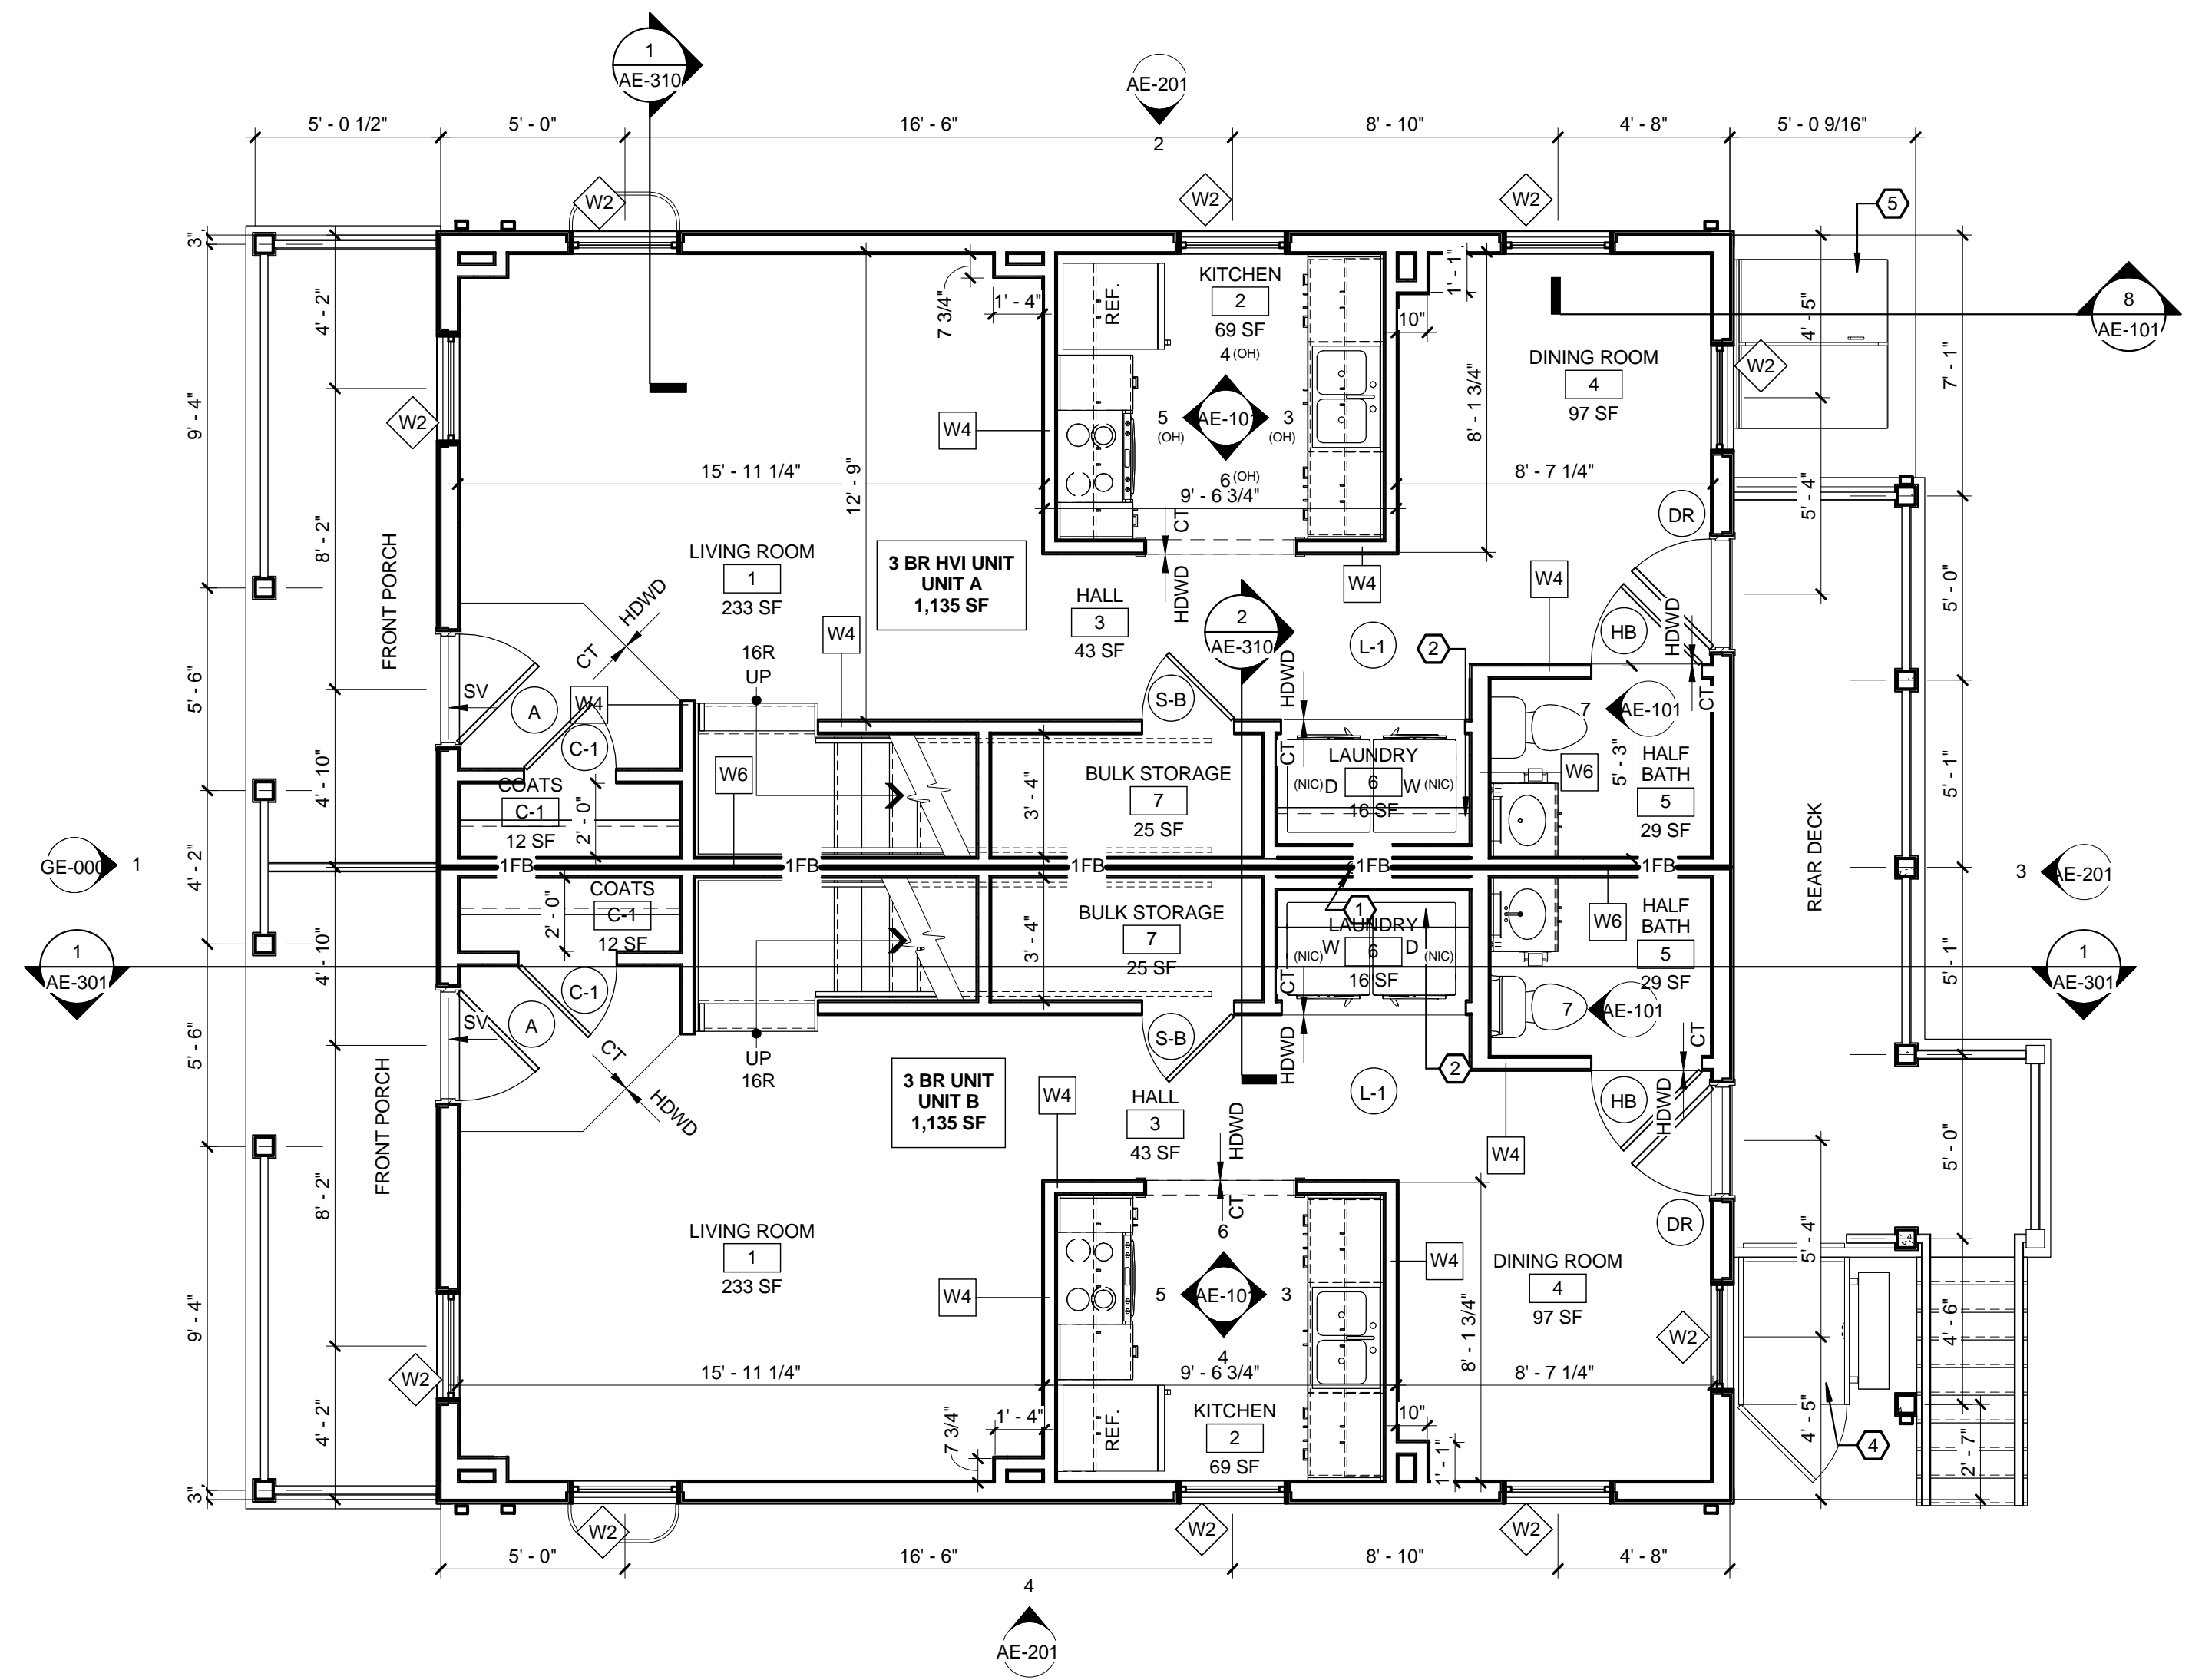 1
AE-310
AE-201
2
5' - 0 1/2"
5' - 0"
16' - 6"
8' - 10"
4' - 8"
5' - 0 9/16"
W2
W2
W2
5
3"
4' - 2"
9' - 4"
8' - 2"
5' - 6"
4' - 10"
4' - 2"
FRONT PORCH
W2
7 3/4"
1' - 4"
REF.
KITCHEN
2
69 SF
4 (OH)
5
(OH)
AE-101
3
(OH)
6 (OH)
9' - 6 3/4"
1' - 1"
10"
8' - 1 3/4"
DINING ROOM
4
97 SF
W2
4' - 5"
7' - 1"
8
AE-101
W4
15' - 11 1/4"
12' - 9"
8' - 7 1/4"
DR
5' - 4"
CT
HDWD
LIVING ROOM
1
233 SF
3 BR HVI UNIT
UNIT A
1,135 SF
HALL
3
43 SF
W4
W4
W4
2
AE-310
L-1
2
HB
HDWD
CT
5' - 0"
HDWD
CT
16R
UP
SV
A
W4
C-1
S-B
HDWD
CT
7
AE-101
COATS
C-1
12 SF
2' - 0"
W6
3' - 4"
BULK STORAGE
7
25 SF
LAUNDRY
(NIC) D
6
W (NIC)
16 SF
W6
5' - 3"
HALF
BATH
5
29 SF
5' - 1"
REAR DECK
GE-000
1
1FB
1FB
1FB
1FB
1FB
3
AE-201
COATS
C-1
12 SF
2' - 0"
3' - 4"
BULK STORAGE
7
25 SF
1
LAUNDRY
W
(NIC)
6
D
(NIC)
16 SF
W6
HALF
BATH
5
29 SF
5' - 1"
1
AE-301
1
AE-301
4' - 10"
5' - 6"
SV
A
C-1
CT
HDWD
UP
16R
S-B
CT
HDWD
7
AE-101
CT
HDWD
HB
2
L-1
3 BR UNIT
UNIT B
1,135 SF
W4
HALL
3
43 SF
HDWD
CT
W4
5' - 0"
FRONT PORCH
8' - 2"
9' - 4"
4' - 2"
3"
LIVING ROOM
1
233 SF
W4
6
5
AE-101
3
4
9' - 6 3/4"
W4
DINING ROOM
4
97 SF
DR
W2
5' - 4"
4' - 6"
8' - 1 3/4"
15' - 11 1/4"
8' - 7 1/4"
W2
7 3/4"
1' - 4"
REF.
KITCHEN
2
69 SF
10"
1' - 1"
4' - 5"
4
2' - 7"
W2
W2
W2
5' - 0"
16' - 6"
8' - 10"
4' - 8"
4
AE-201